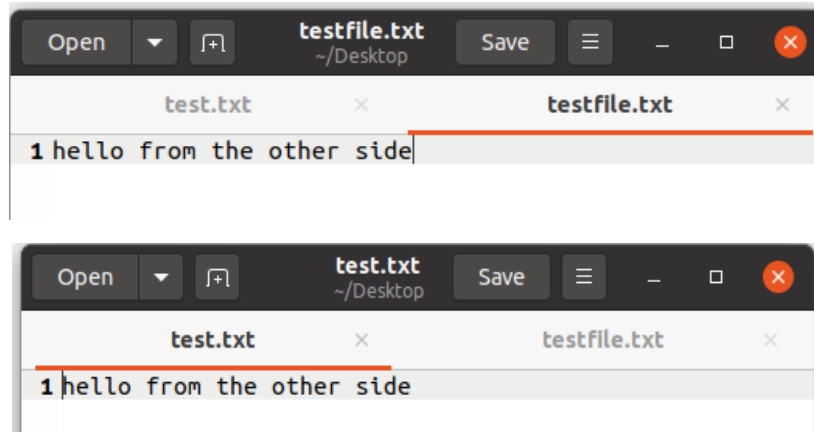 Open testfile.txt Save
~/Desktop
test.txt testfile.txt
1 hello from the other side
Open test.txt Save
~/Desktop
test.txt testfile.txt
1 hello from the other side